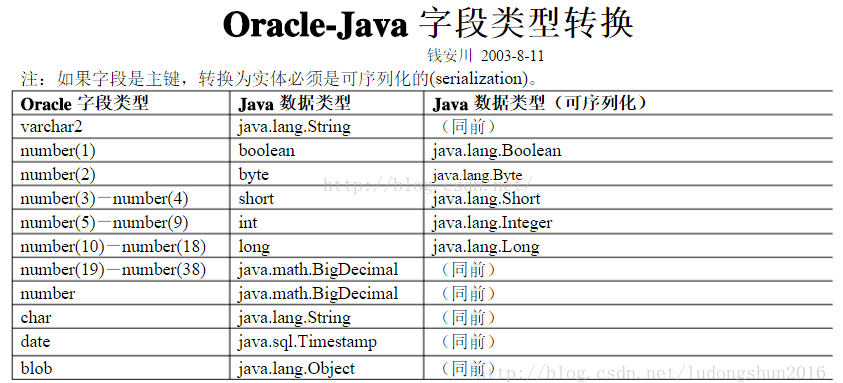 Oracle-Java 字段类型转换
钱安川 2003-8-11
注：如果字段是主键，转换为实体必须是可序列化的(serialization)。
Oracle 字段类型 Java 数据类型 Java 数据类型（可序列化）
varchar2 java.lang.String （同前）
number(1) boolean java.lang.Boolean
number(2) byte java.lang.Byte
http://blog.csdn.net/
number(3)－number(4) short java.lang.Short
number(5)－number(9) int java.lang.Integer
number(10)－number(18) long java.lang.Long
number(19)－number(38) java.math.BigDecimal （同前）
number java.math.BigDecimal （同前）
char java.lang.String （同前）
date java.sql.Timestamp （同前）
blob java.lang.Object （同前）
http://blog.csdn.net/ludongshun2016